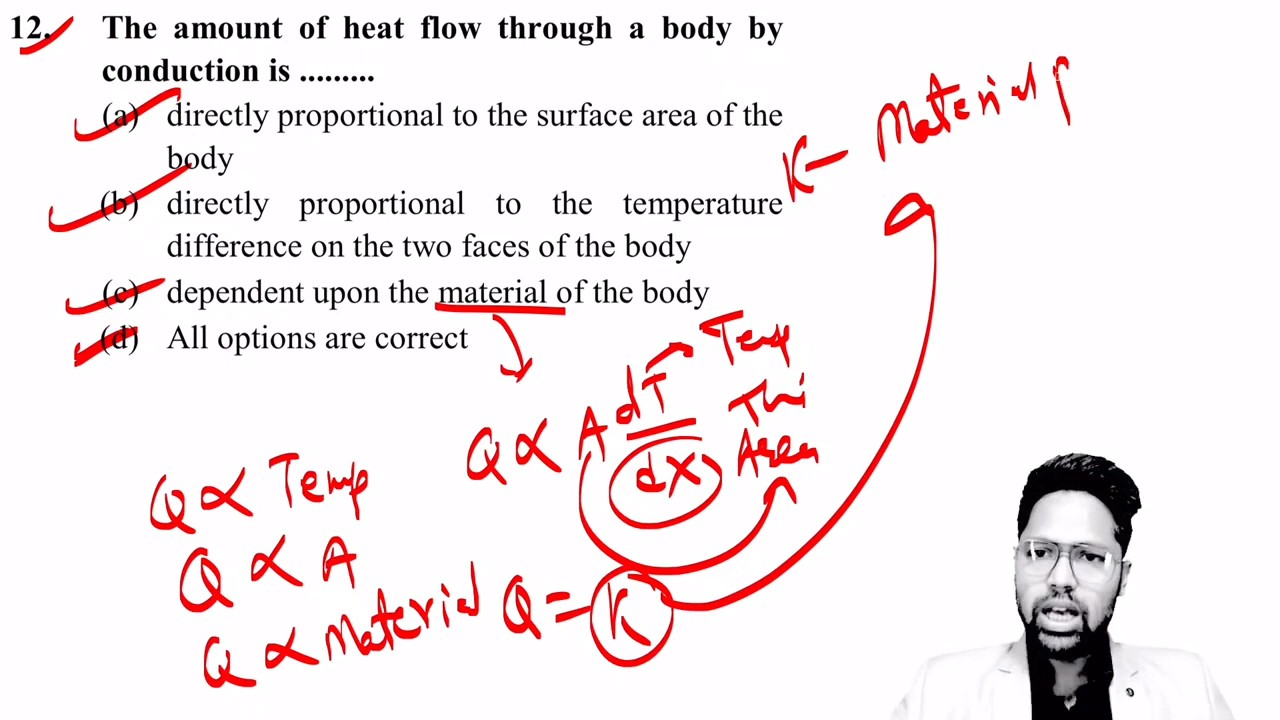 12. The amount of heat flow through a body by
conduction is .........
(a) directly proportional to the surface area of the
body
(b) directly proportional to the temperature
difference on the two faces of the body
(c) dependent upon the material of the body
(d) All options are correct
K – Material P
Q ∝ A dT/dx
Temp
Thi
Area
Q ∝ Temp
Q ∝ A
Q ∝ Material
Q = K